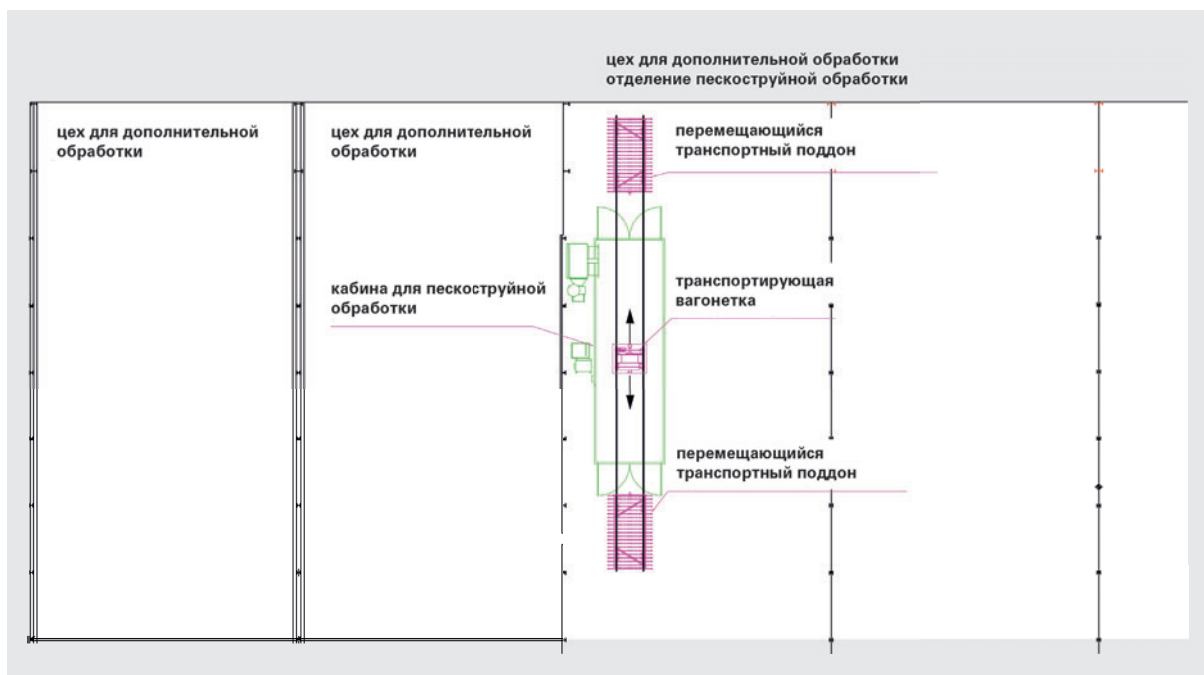 цех для дополнительной обработки
отделение пескоструйной обработки
цех для дополнительной
обработки
цех для дополнительной
обработки
перемещающийся
транспортный поддон
кабина для пескоструйной
обработки
транспортирующая
вагонетка
перемещающийся
транспортный поддон